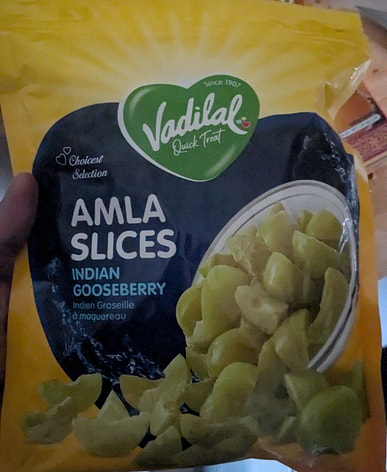 Since 1907
Vadilal
Quick Treat
Choicest
Selection
AMLA
SLICES
INDIAN
GOOSEBERRY
Indien Groseille
à maquereau